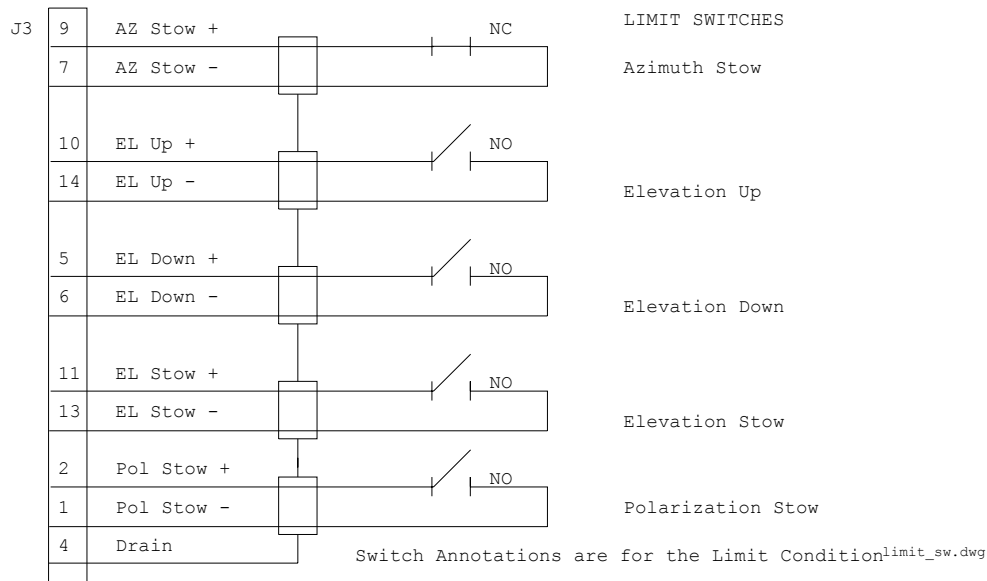 LIMIT SWITCHES
J3 9 AZ Stow + NC
7 AZ Stow - Azimuth Stow
10 EL Up + NO
14 EL Up - Elevation Up
5 EL Down + NO
6 EL Down - Elevation Down
11 EL Stow + NO
13 EL Stow - Elevation Stow
2 Pol Stow + NO
1 Pol Stow - Polarization Stow
4 Drain
Switch Annotations are for the Limit Condition limit_sw.dwg